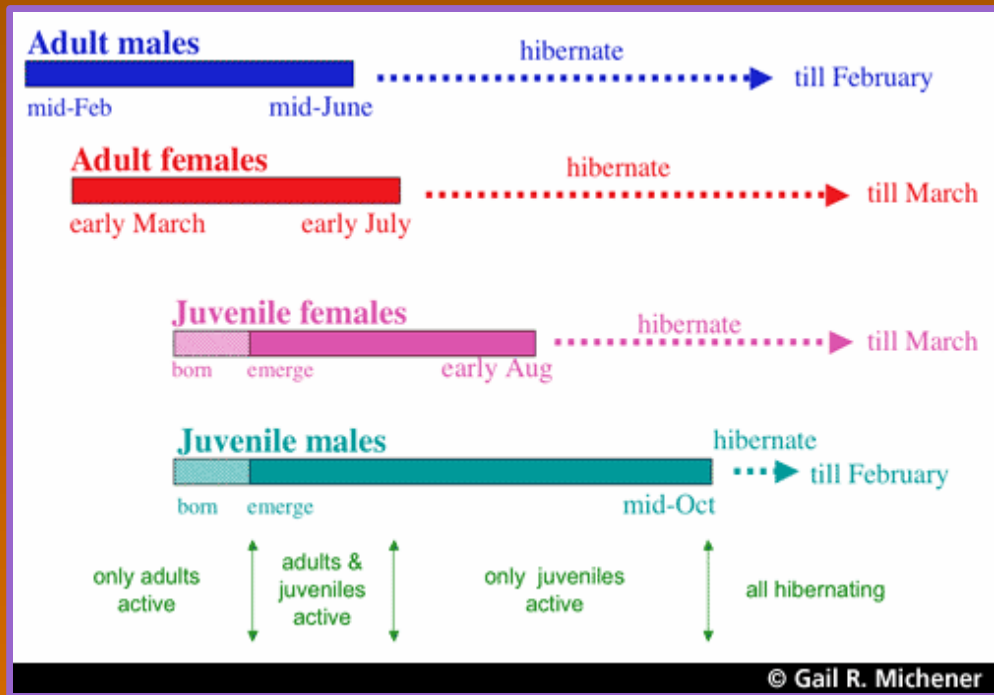 Adult males
hibernate
till February
mid-Feb mid-June
Adult females
hibernate
till March
early March early July
Juvenile females
hibernate
till March
born emerge early Aug
Juvenile males
hibernate
till February
born emerge mid-Oct
only adults
active
adults &
juveniles
active
only juveniles
active
all hibernating
© Gail R. Michener